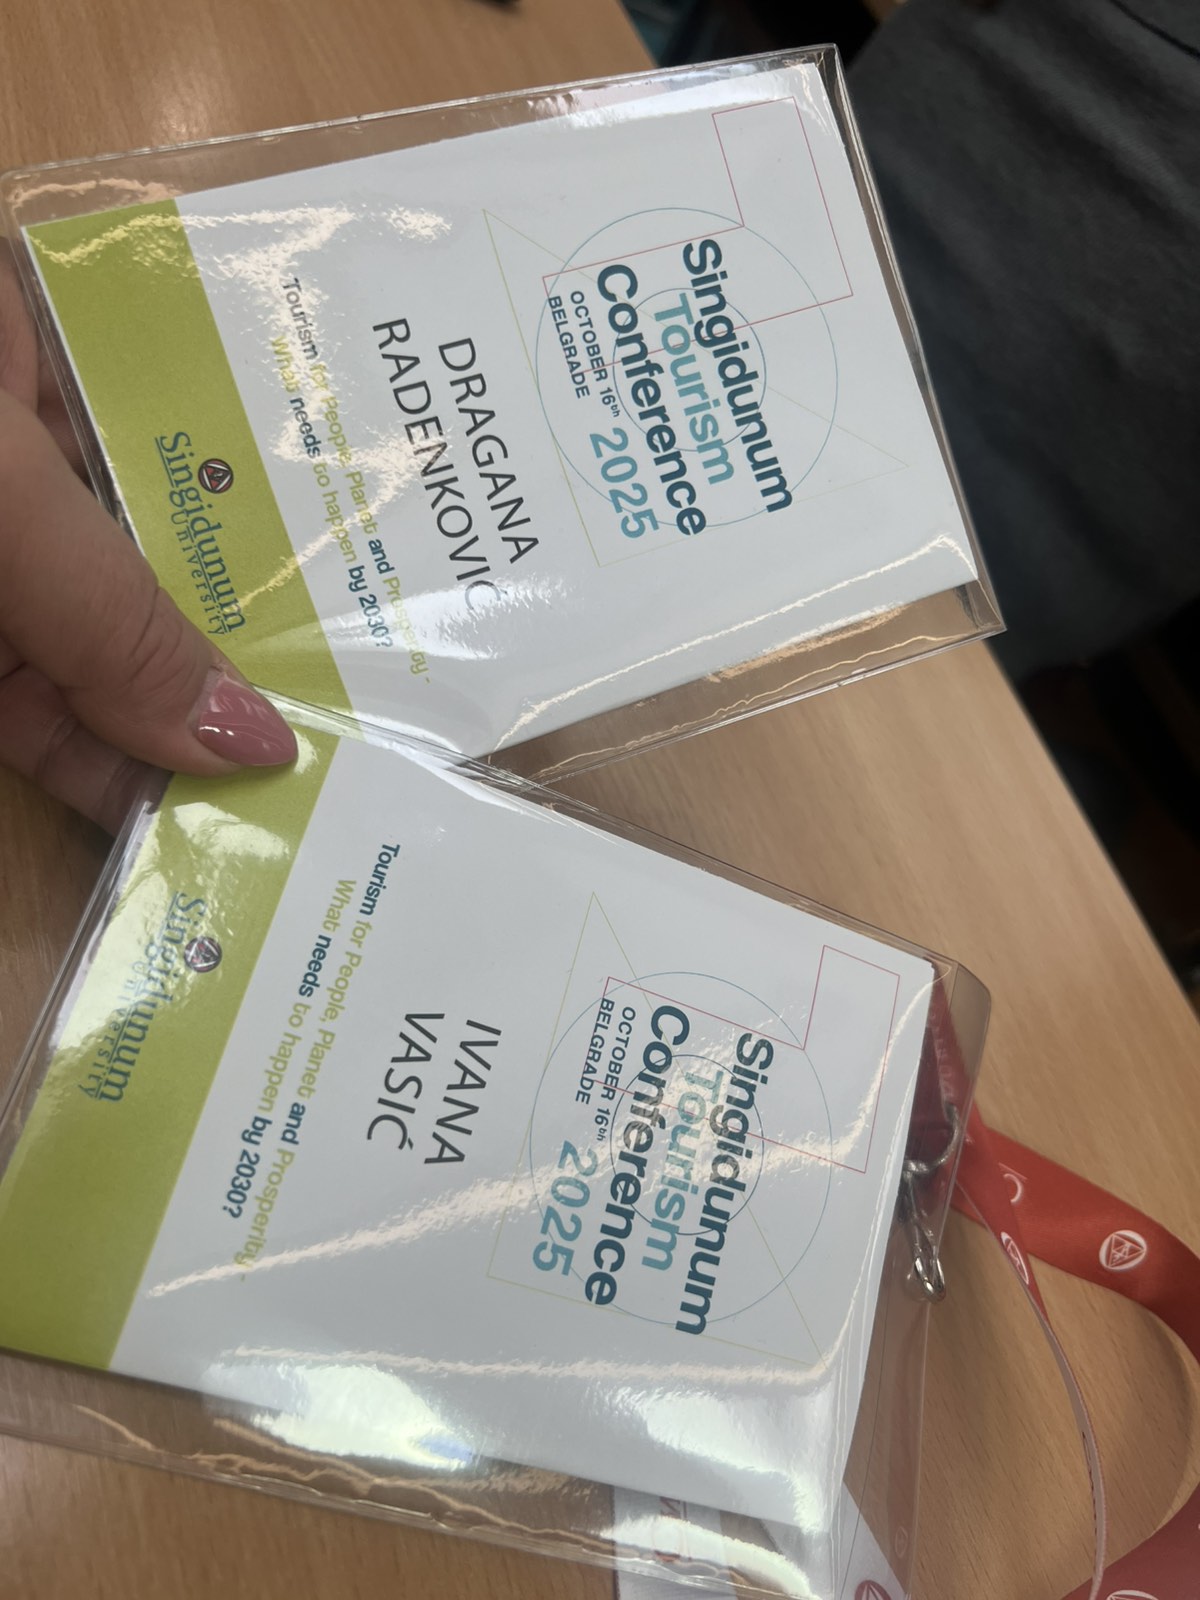 Singidunum
Tourism
Conference
OCTOBER 16th 2025
BELGRADE
DRAGANA
RADENKOVIĆ
Tourism for People, Planet and Prosperity -
What needs to happen by 2030?
Singidunum
University
Singidunum
Tourism
Conference
OCTOBER 16th 2025
BELGRADE
IVANA
VASIĆ
Tourism for People, Planet and Prosperity -
What needs to happen by 2030?
Singidunum
University